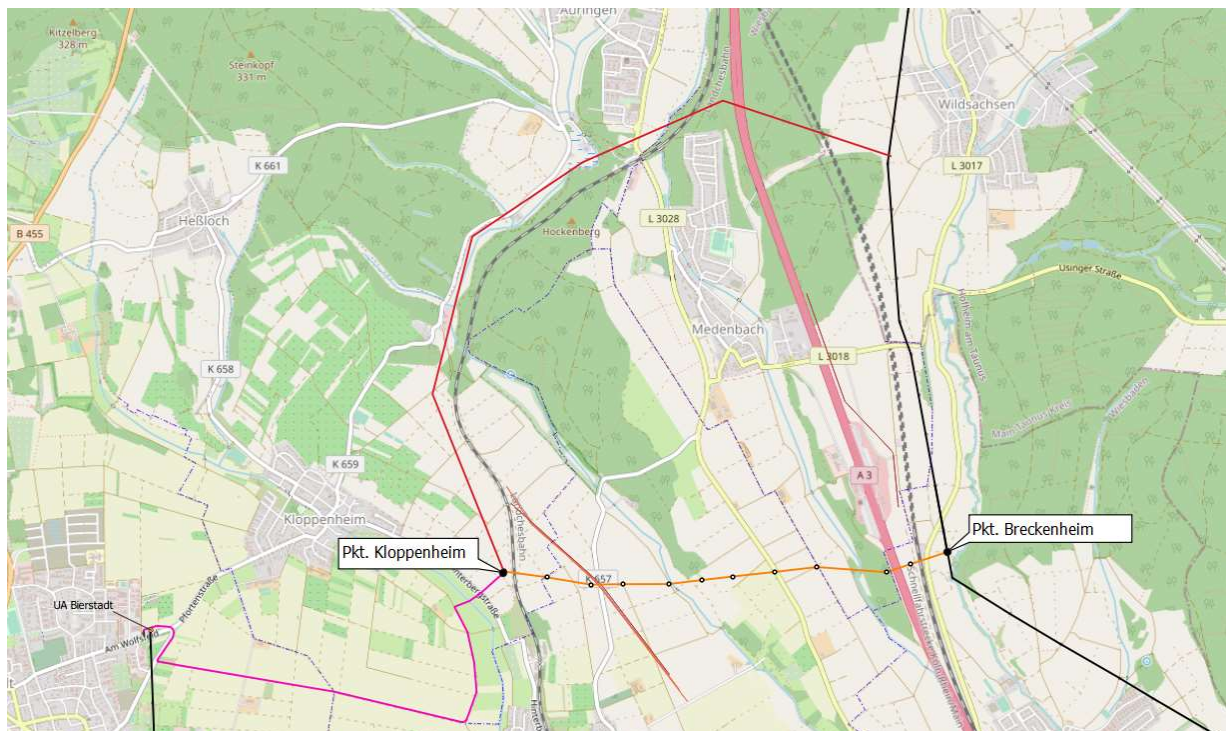 Kitzelberg
328 m
Steinkopf
331 m
Auringen
Wildsachsen
K 661
L 3017
Heßloch
B 455
L 3028
Hockenberg
Usinger Straße
Hofheim am Taunus
Medenbach
L 3018
K 658
Main-Taunus-Kreis
Wiesbaden
K 659
A 3
Kloppenheim
Ländchesbahn
Pkt. Breckenheim
Pkt. Kloppenheim
K 657
Pfortenstraße
UA Bierstadt
Am Wolfsfeld